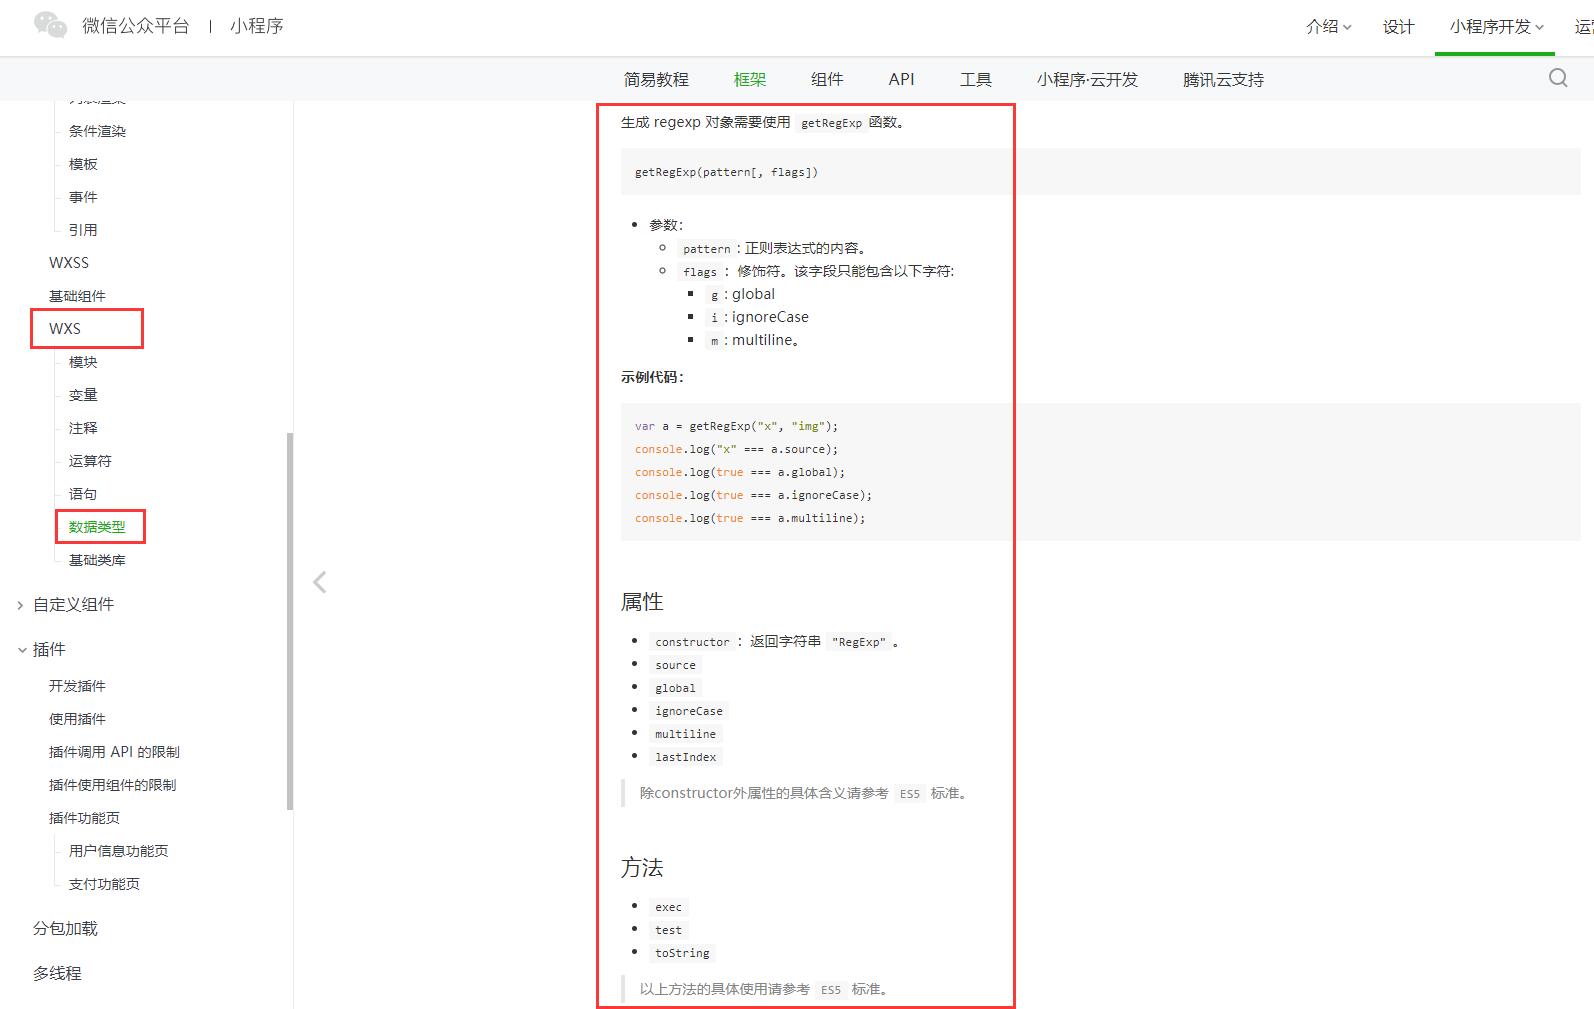 微信公众平台 | 小程序
介绍 设计 小程序开发
简易教程 框架 组件 API 工具 小程序·云开发 腾讯云支持
条件渲染
模板
事件
引用
WXSS
基础组件
WXS
模块
变量
注释
运算符
语句
数据类型
基础类库
自定义组件
插件
开发插件
使用插件
插件调用 API 的限制
插件使用组件的限制
插件功能页
用户信息功能页
支付功能页
分包加载
多线程
生成 regexp 对象需要使用 getRegExp 函数。
getRegExp(pattern[, flags])
参数：
pattern：正则表达式的内容。
flags：修饰符。该字段只能包含以下字符:
g：global
i：ignoreCase
m：multiline。
示例代码：
var a = getRegExp("x", "img");
console.log("x" === a.source);
console.log(true === a.global);
console.log(true === a.ignoreCase);
console.log(true === a.multiline);
属性
constructor：返回字符串 "RegExp"。
source
global
ignoreCase
multiline
lastIndex
除constructor外属性的具体含义请参考 ES5 标准。
方法
exec
test
toString
以上方法的具体使用请参考 ES5 标准。